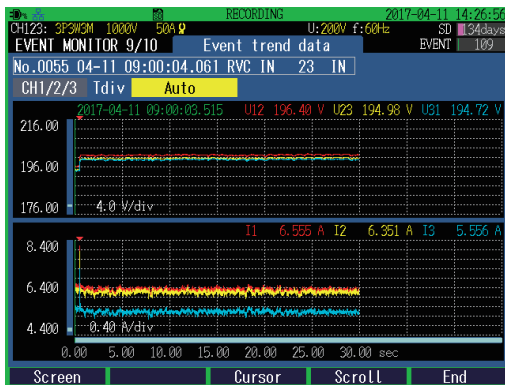 RECORDING 2017-04-11 14:26:56
CH123: 3P3W3M 1000V 50A U:200V f:60Hz SD 134days
EVENT MONITOR 9/10 Event trend data EVENT 109
No.0055 04-11 09:00:04.061 RVC IN 23 IN
CH1/2/3 Tdiv Auto
2017-04-11 09:00:03.515 U12 196.40 V U23 194.98 V U31 194.72 V
216.00
196.00
176.00 4.0 V/div
I1 6.555 A I2 6.351 A I3 5.556 A
8.400
6.400
4.400 0.40 A/div
0.00 5.00 10.00 15.00 20.00 25.00 30.00 sec
Screen Cursor Scroll End